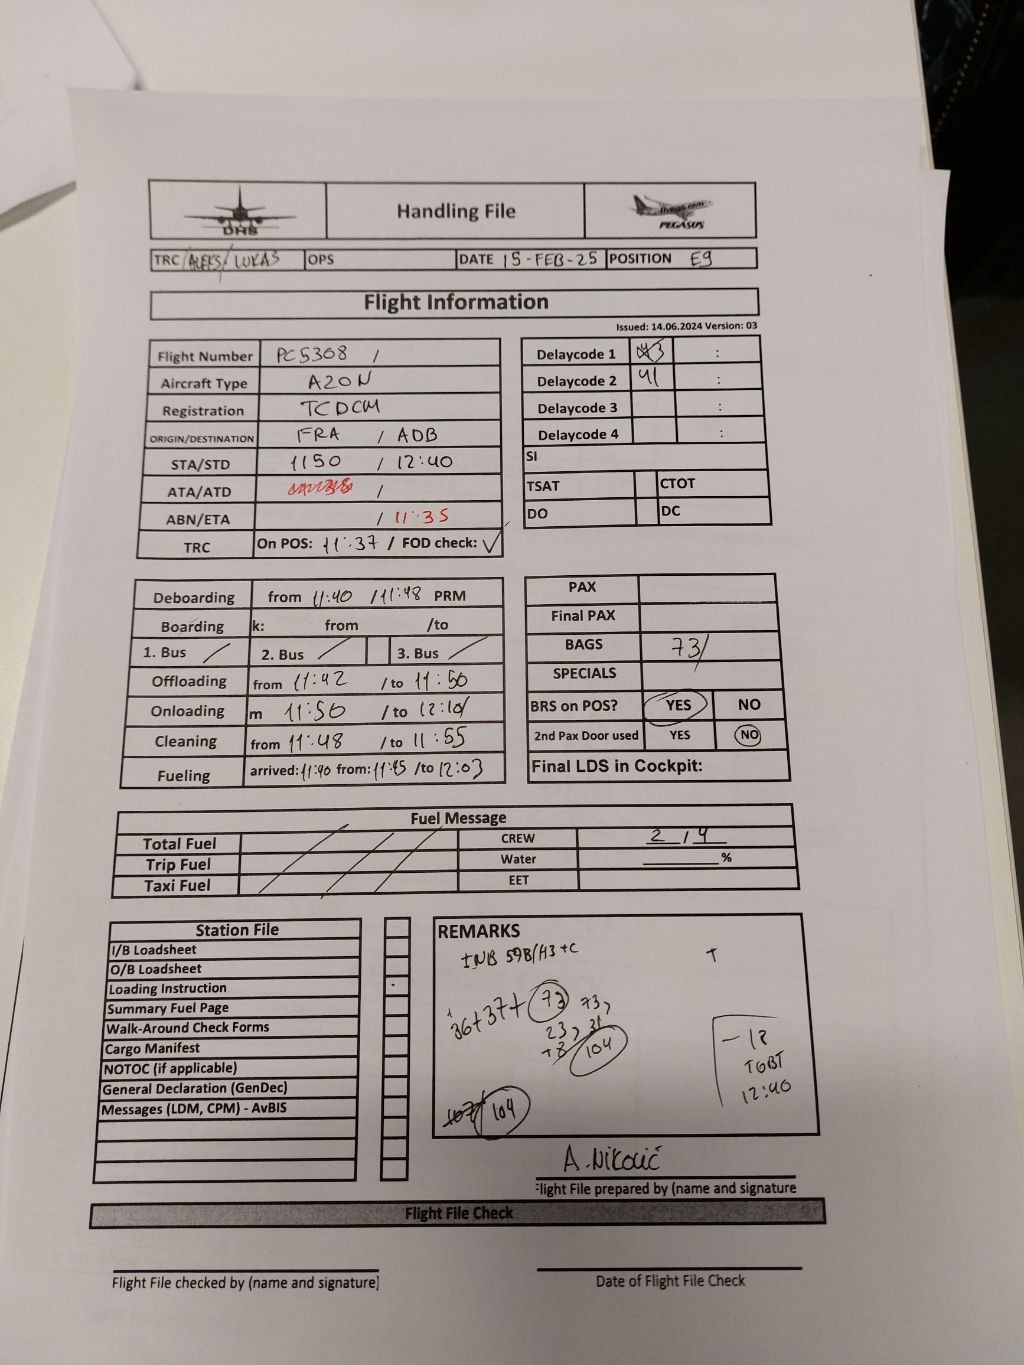 DHS
Handling File
flypgs.com
PEGASUS
TRC ALEKS/ LUKAS OPS DATE 15-FEB-25 POSITION E9
Flight Information
Issued: 14.06.2024 Version: 03
Flight Number PC5308 /
Aircraft Type A20N
Registration TCDCM
ORIGIN/DESTINATION FRA / ADB
STA/STD 1150 / 12:40
ATA/ATD /
ABN/ETA / 11:35
TRC On POS: 11:37 / FOD check: ✓
Delaycode 1 :
Delaycode 2 41 :
Delaycode 3 :
Delaycode 4 :
SI
TSAT CTOT
DO DC
Deboarding from 11:40 /11:48 PRM
Boarding k: from /to
1. Bus / 2. Bus / 3. Bus /
Offloading from 11:42 /to 11:50
Onloading m 11:50 /to 12:10
Cleaning from 11:48 /to 11:55
Fueling arrived: 11:40 from: 11:45 /to 12:03
PAX
Final PAX
BAGS 73/
SPECIALS
BRS on POS? YES NO
2nd Pax Door used YES NO
Final LDS in Cockpit:
Fuel Message
Total Fuel CREW 2 / 4
Trip Fuel Water %
Taxi Fuel EET
Station File
I/B Loadsheet
O/B Loadsheet
Loading Instruction
Summary Fuel Page
Walk-Around Check Forms
Cargo Manifest
NOTOC (if applicable)
General Declaration (GenDec)
Messages (LDM, CPM) - AvBIS
REMARKS
INB 59B/H3+C
T
36+37+ 73 73,
23, 31
+8 104
-18
TOBT
12:40
107 104
A. Nikolić
Flight File prepared by (name and signature
Flight File Check
Flight File checked by (name and signature)
Date of Flight File Check